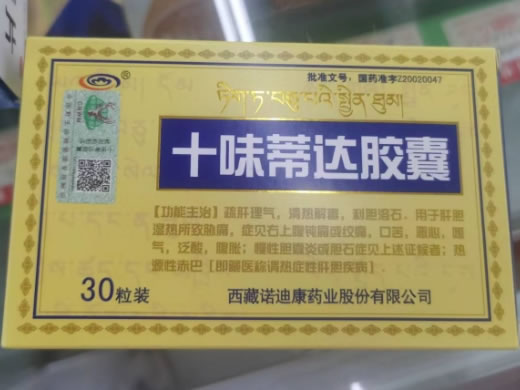 批准文号：国药准字Z20020047
十味蒂达胶囊
【功能主治】疏肝理气，清热解毒，利胆溶石。用于肝胆
湿热所致胁痛，症见右上腹钝痛或绞痛，口苦，恶心，嗳
气，泛酸，腹胀；慢性胆囊炎或胆石症见上述证候者；热
源性赤巴【即藏医称谓热症性肝胆疾病】
30粒装
西藏诺迪康药业股份有限公司